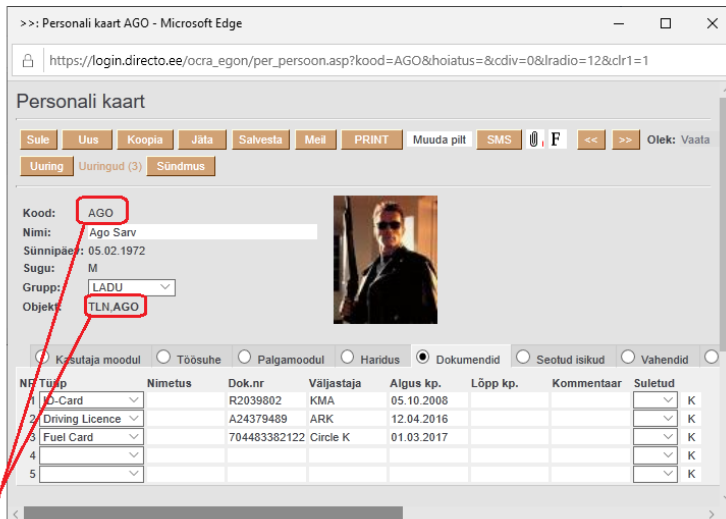 >>: Personali kaart AGO - Microsoft Edge
https://login.directo.ee/ocra_egon/per_persoon.asp?kood=AGO&hoiatus=&cdiv=0&lradio=12&clr1=1
Personali kaart
Sule Uus Koopia Jäta Salvesta Meil PRINT Muuda pilt SMS F << >> Olek: Vaata
Uuring Uuringud (3) Sündmus
Kood: AGO
Nimi: Ago Sarv
Sünnipäev: 05.02.1972
Sugu: M
Grupp: LADU
Objekt: TLN,AGO
Kasutaja moodul Töösuhe Palgamoodul Haridus Dokumendid Seotud isikud Vahendid
NR Tüüp Nimetus Dok.nr Väljastaja Algus kp. Lõpp kp. Kommentaar Suletud
1 ID-Card R2039802 KMA 05.10.2008 K
2 Driving Licence A24379489 ARK 12.04.2016 K
3 Fuel Card 704483382122 Circle K 01.03.2017 K
4 K
5 K